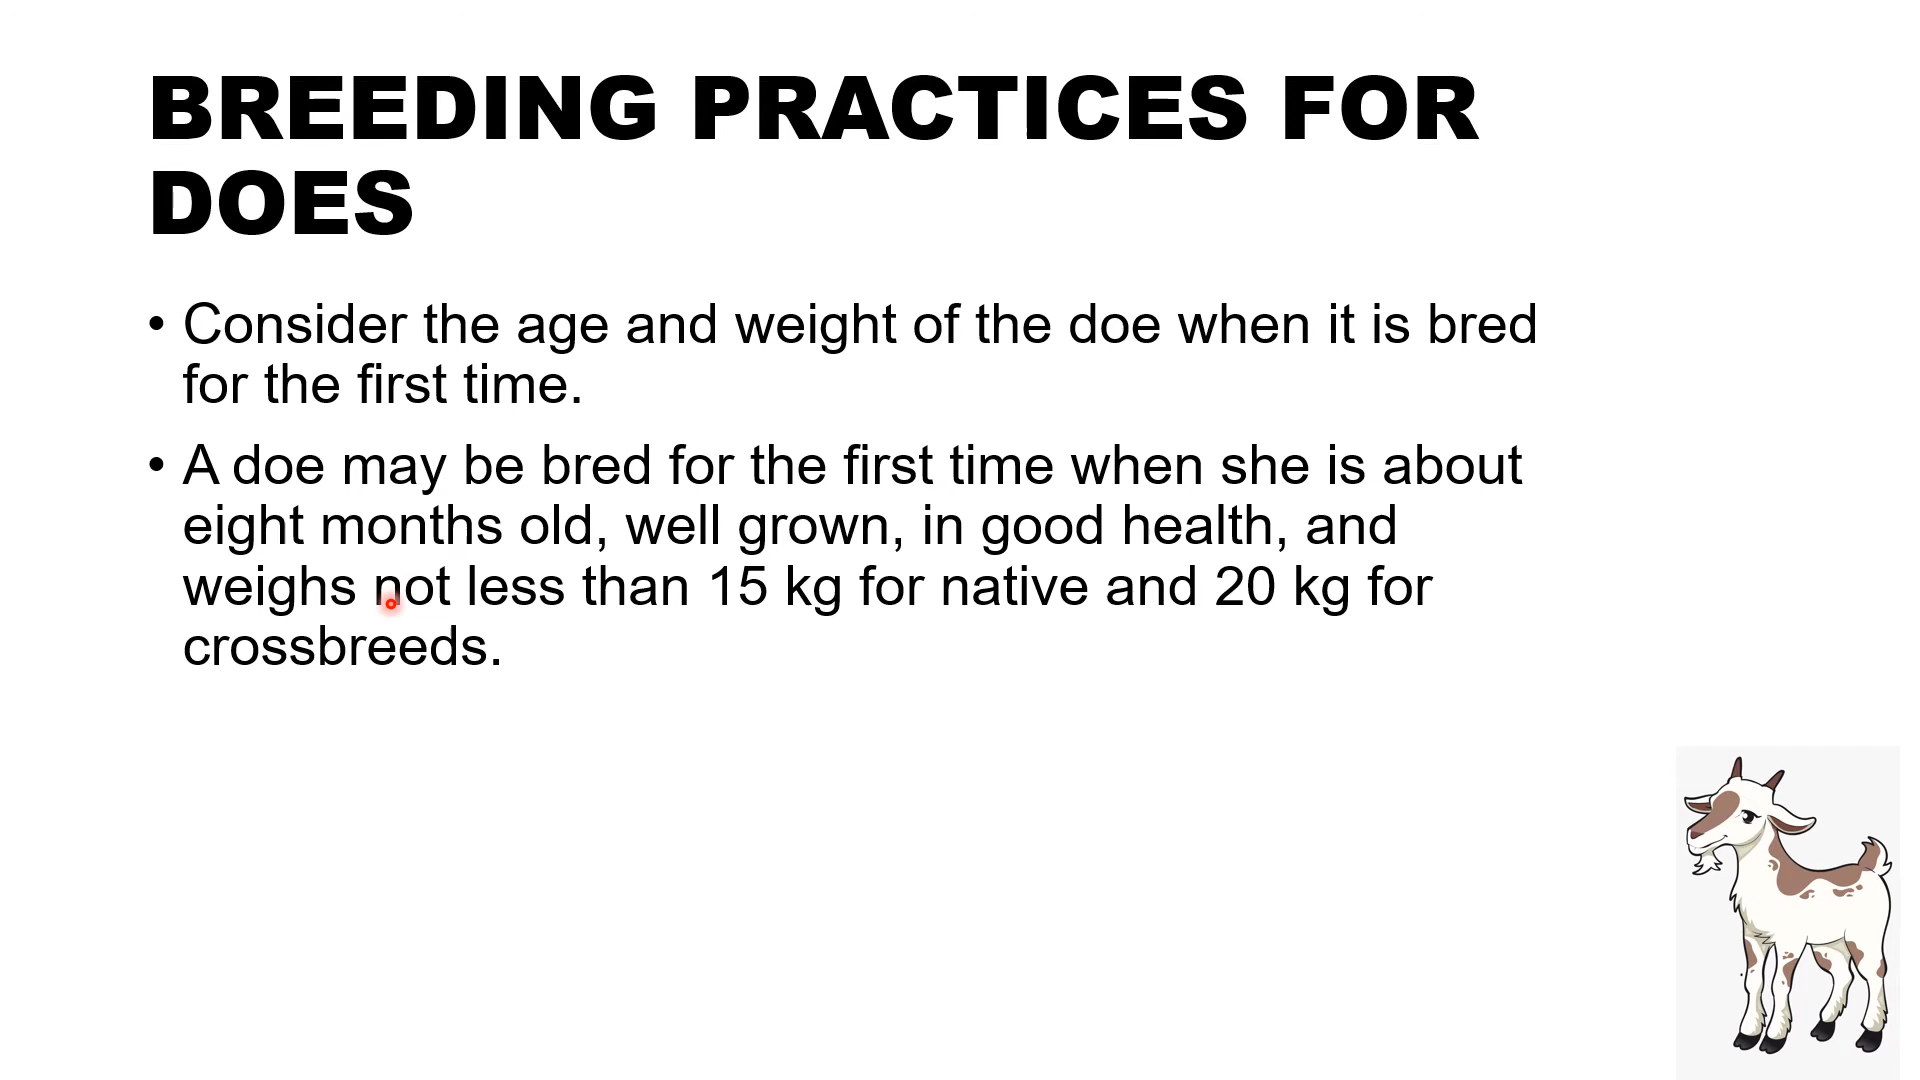 BREEDING PRACTICES FOR
DOES
• Consider the age and weight of the doe when it is bred
for the first time.
• A doe may be bred for the first time when she is about
eight months old, well grown, in good health, and
weighs not less than 15 kg for native and 20 kg for
crossbreeds.